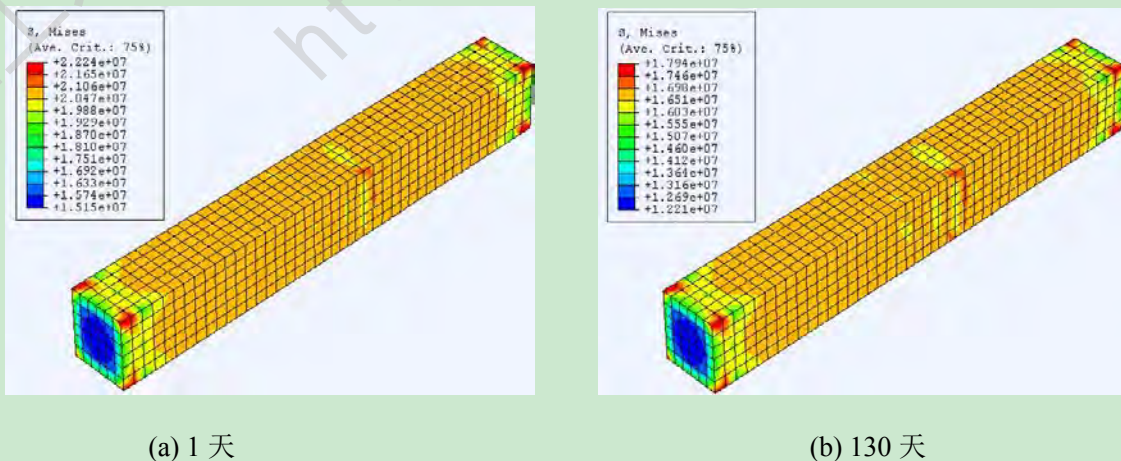 S, Mises
(Ave. Crit.: 75%)
+2.224e+07
+2.165e+07
+2.106e+07
+2.047e+07
+1.988e+07
+1.929e+07
+1.870e+07
+1.810e+07
+1.751e+07
+1.692e+07
+1.633e+07
+1.574e+07
+1.515e+07
S, Mises
(Ave. Crit.: 75%)
+1.794e+07
+1.746e+07
+1.698e+07
+1.651e+07
+1.603e+07
+1.555e+07
+1.507e+07
+1.460e+07
+1.412e+07
+1.364e+07
+1.316e+07
+1.269e+07
+1.221e+07
ht
(a) 1 天
(b) 130 天